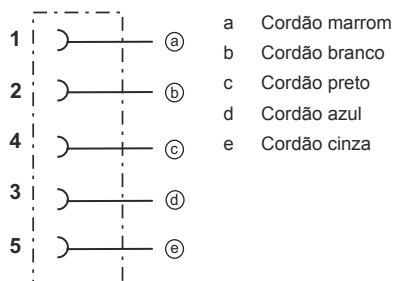 1 a
2 b
4 c
3 d
5 e
a Cordão marrom
b Cordão branco
c Cordão preto
d Cordão azul
e Cordão cinza